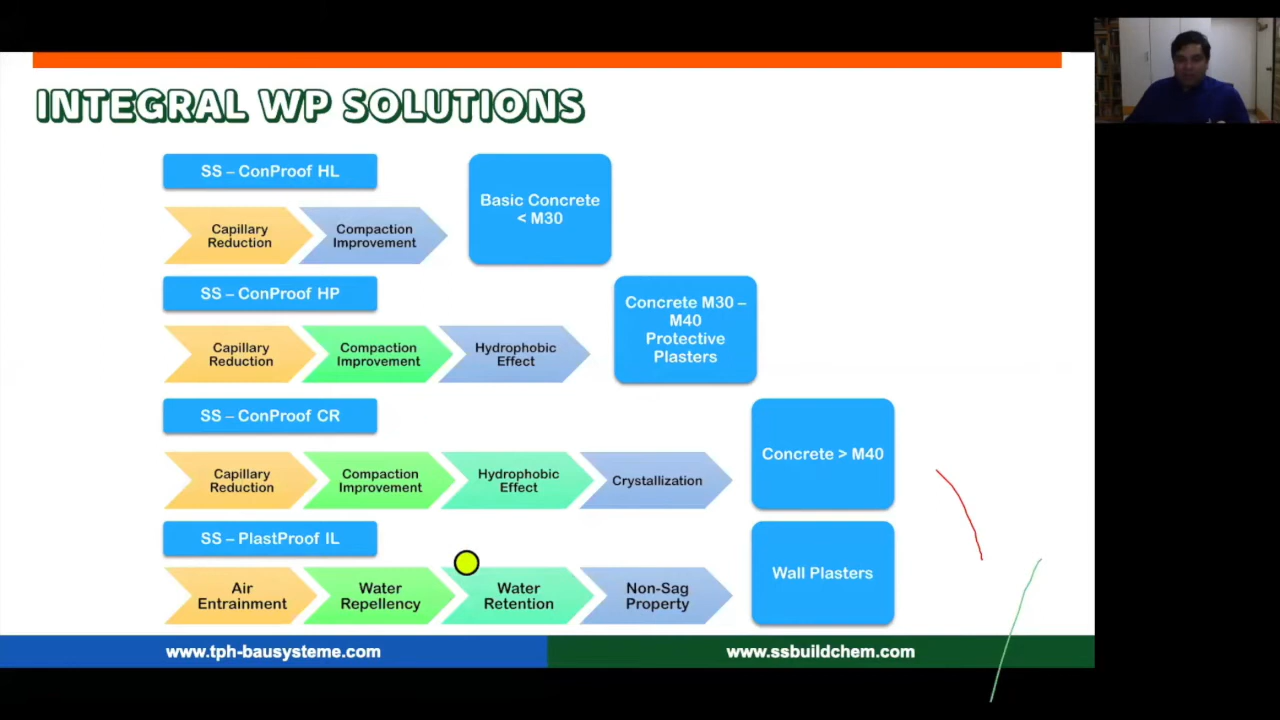 INTEGRAL WP SOLUTIONS
SS – ConProof HL
Basic Concrete
< M30
Capillary
Reduction
Compaction
Improvement
SS – ConProof HP
Concrete M30 –
M40
Protective
Plasters
Capillary
Reduction
Compaction
Improvement
Hydrophobic
Effect
SS – ConProof CR
Concrete > M40
Capillary
Reduction
Compaction
Improvement
Hydrophobic
Effect
Crystallization
SS – PlastProof IL
Wall Plasters
Air
Entrainment
Water
Repellency
Water
Retention
Non-Sag
Property
www.tph-bausysteme.com
www.ssbuildchem.com